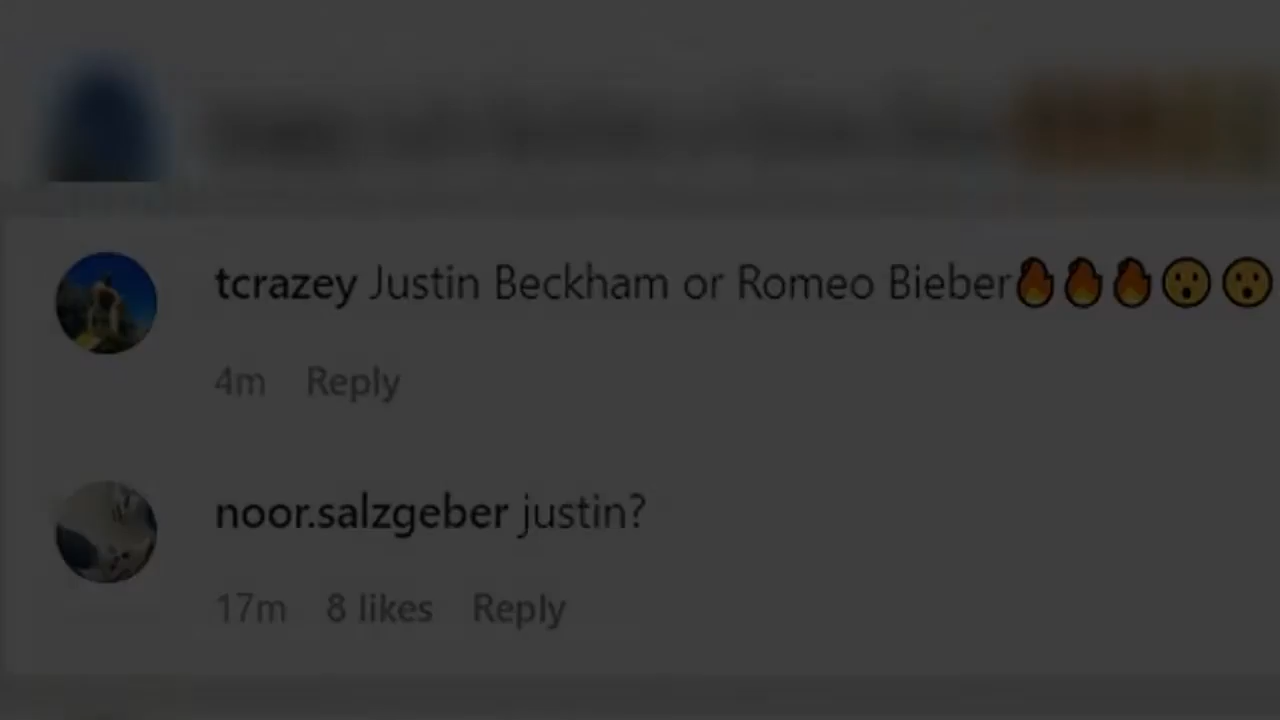 tcrazey Justin Beckham or Romeo Bieber🔥🔥🔥😮😮
4m Reply
noor.salzgeber justin?
17m 8 likes Reply